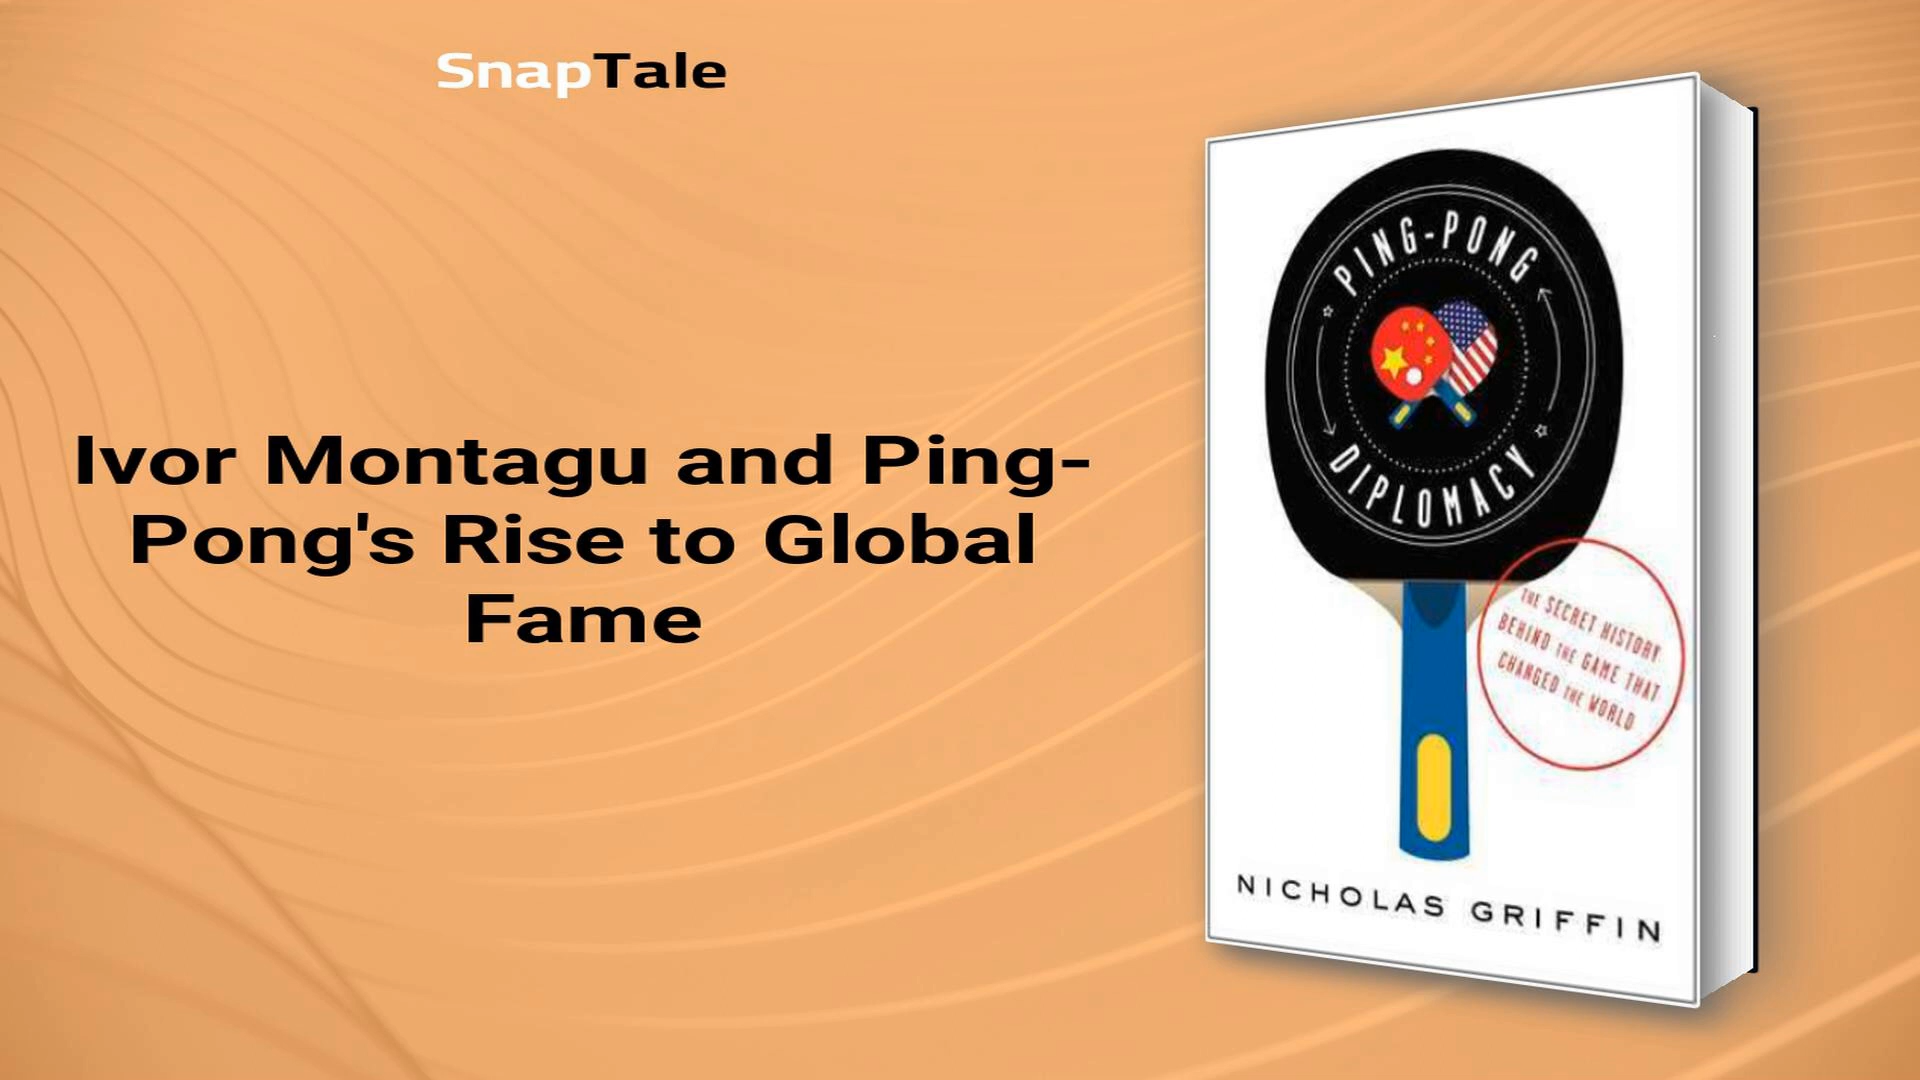 SnapTale
Ivor Montagu and Ping-
Pong's Rise to Global
Fame
PING-PONG
DIPLOMACY
THE SECRET HISTORY
BEHIND THE GAME THAT
CHANGED THE WORLD
NICHOLAS GRIFFIN